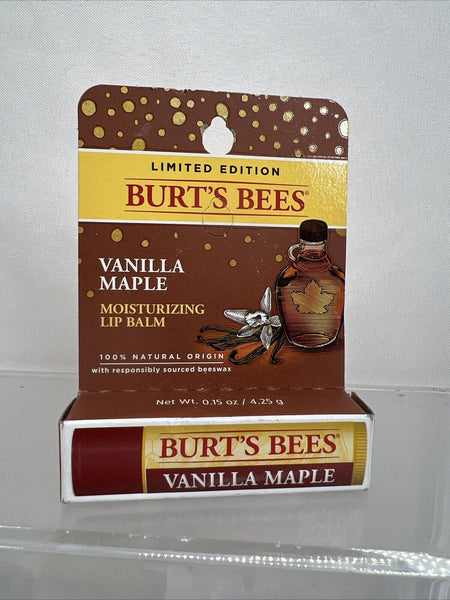 LIMITED EDITION
BURT'S BEES®
VANILLA
MAPLE
MOISTURIZING
LIP BALM
100% NATURAL ORIGIN
with responsibly sourced beeswax
Net Wt. 0.15 oz / 4.25 g
BURT'S BEES®
VANILLA MAPLE